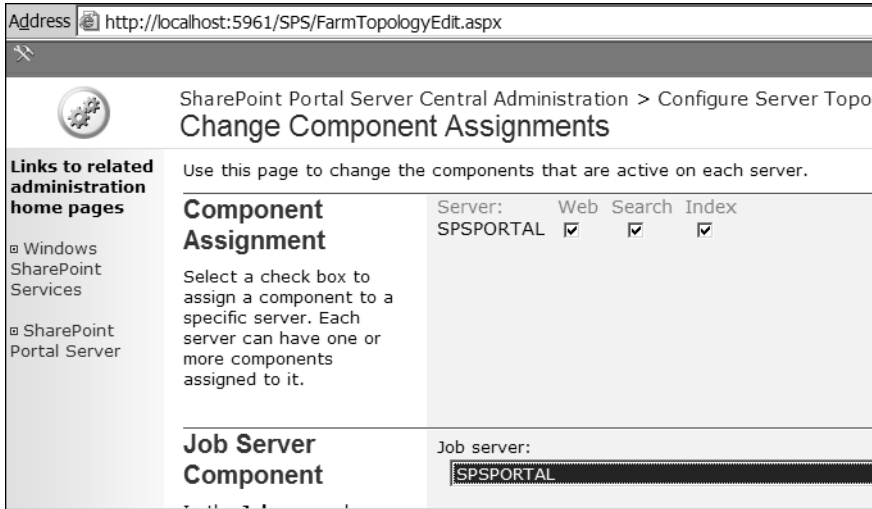 Address http://localhost:5961/SPS/FarmTopologyEdit.aspx
SharePoint Portal Server Central Administration > Configure Server Topo
Change Component Assignments
Links to related
administration
home pages
Windows
SharePoint
Services
SharePoint
Portal Server
Use this page to change the components that are active on each server.
Component
Assignment
Select a check box to
assign a component to a
specific server. Each
server can have one or
more components
assigned to it.
Server: Web Search Index
SPSPORTAL
Job Server
Component
Job server:
SPSPORTAL